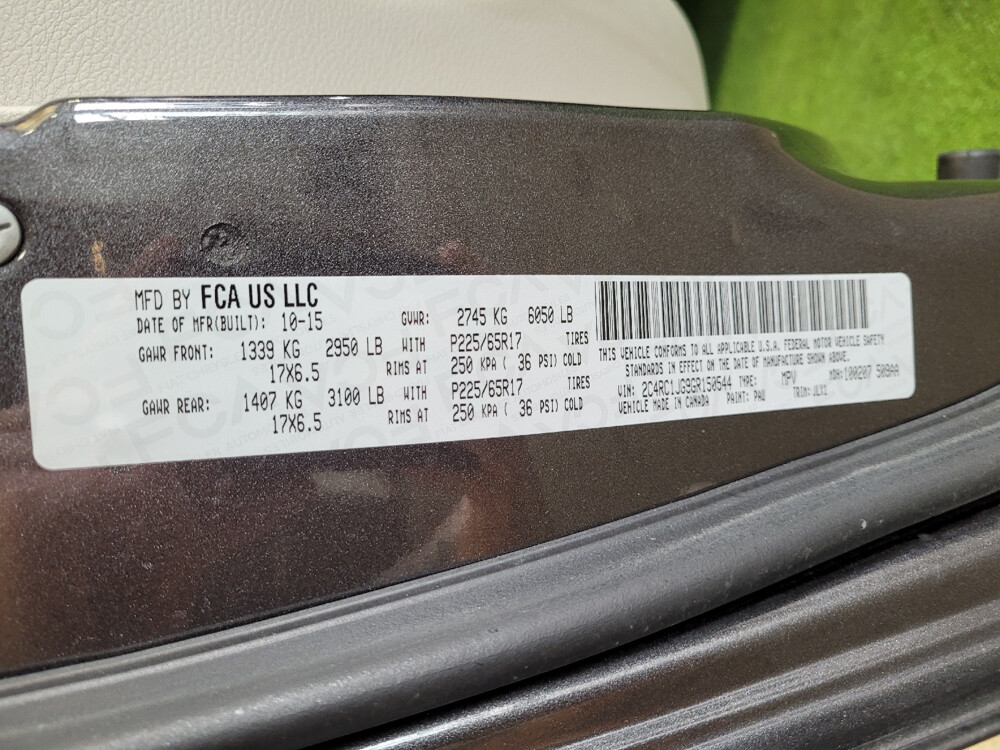 MFD BY FCA US LLC
DATE OF MFR(BUILT): 10-15 GVWR: 2745 KG 6050 LB
GAWR FRONT: 1339 KG 2950 LB WITH P225/65R17 TIRES
17X6.5 RIMS AT 250 KPA ( 36 PSI) COLD
GAWR REAR: 1407 KG 3100 LB WITH P225/65R17 TIRES
17X6.5 RIMS AT 250 KPA ( 36 PSI) COLD
THIS VEHICLE CONFORMS TO ALL APPLICABLE U.S.A. FEDERAL MOTOR VEHICLE SAFETY
STANDARDS IN EFFECT ON THE DATE OF MANUFACTURE SHOWN ABOVE.
VIN: 2C4RC1JG9GR150544 TYPE: MPV MDH: 100207 509AA
VEHICLE MADE IN CANADA PAINT: PAU TRIM: